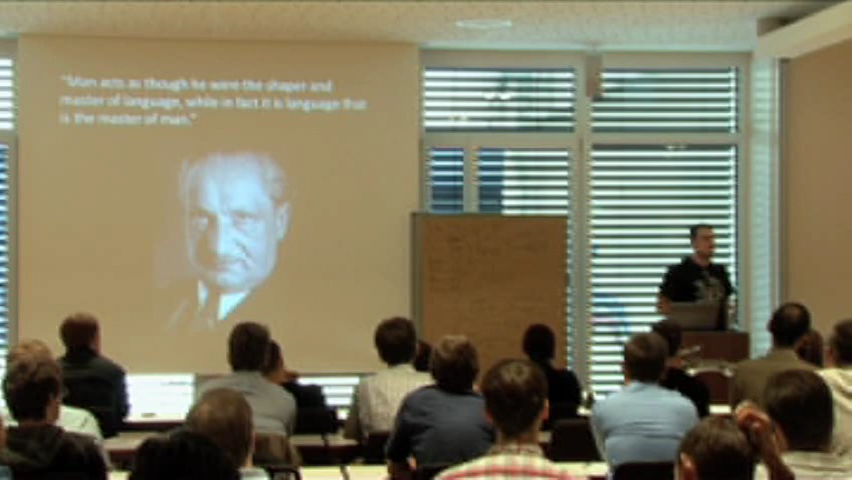 "Man acts as though he were the shaper and
master of language, while in fact it is language that
is the master of man."